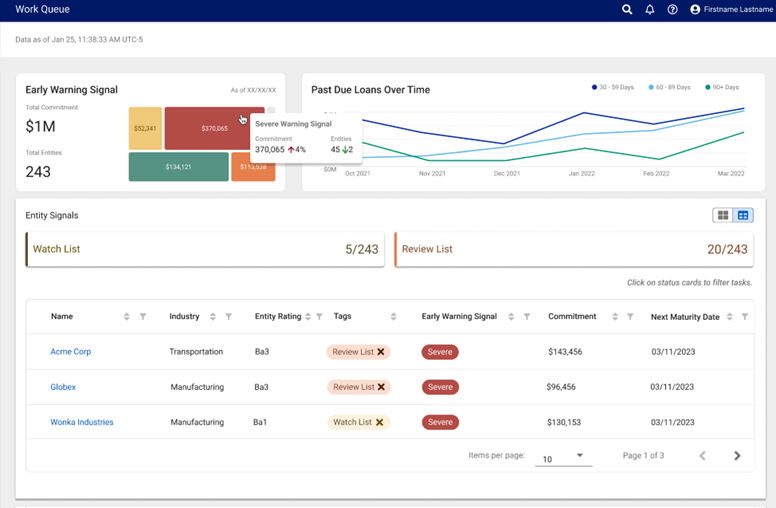 Work Queue
Firstname Lastname
Data as of Jan 25, 11:38:33 AM UTC-5
Early Warning Signal
As of XX/XX/XX
Total Commitment
$1M
Total Entities
243
$52,341
$370,065
$134,121
Severe Warning Signal
Commitment Entities
370,065 4% 45 2
Past Due Loans Over Time
30 - 59 Days
60 - 89 Days
90+ Days
$0M
Oct 2021
Nov 2021
Dec 2021
Jan 2022
Feb 2022
Mar 2022
Entity Signals
Watch List 5/243
Review List 20/243
Click on status cards to filter tasks.
Name Industry Entity Rating Tags Early Warning Signal Commitment Next Maturity Date
Acme Corp Transportation Ba3 Review List Severe $143,456 03/11/2023
Globex Manufacturing Ba3 Review List Severe $96,456 03/11/2023
Wonka Industries Manufacturing Ba1 Watch List Severe $130,153 03/11/2023
Items per page: 10 Page 1 of 3